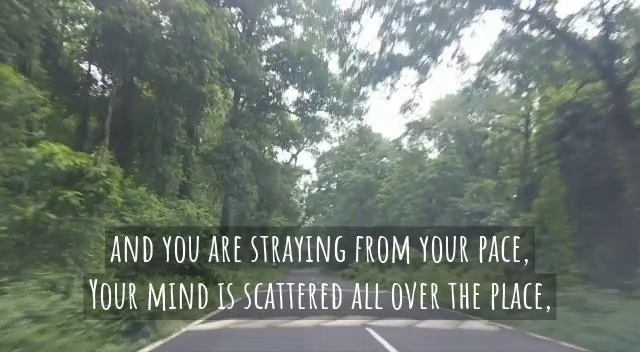 AND YOU ARE STRAYING FROM YOUR PACE,
YOUR MIND IS SCATTERED ALL OVER THE PLACE,